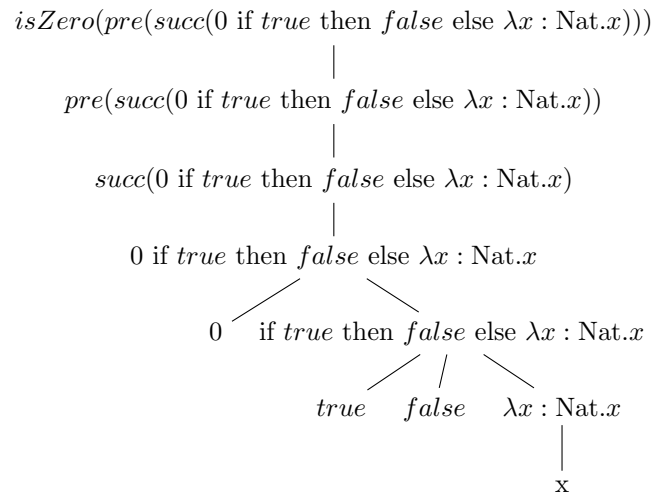 isZero(pre(succ(0 if true then false else λx : Nat.x)))
pre(succ(0 if true then false else λx : Nat.x))
succ(0 if true then false else λx : Nat.x)
0 if true then false else λx : Nat.x
0 if true then false else λx : Nat.x
true false λx : Nat.x
x